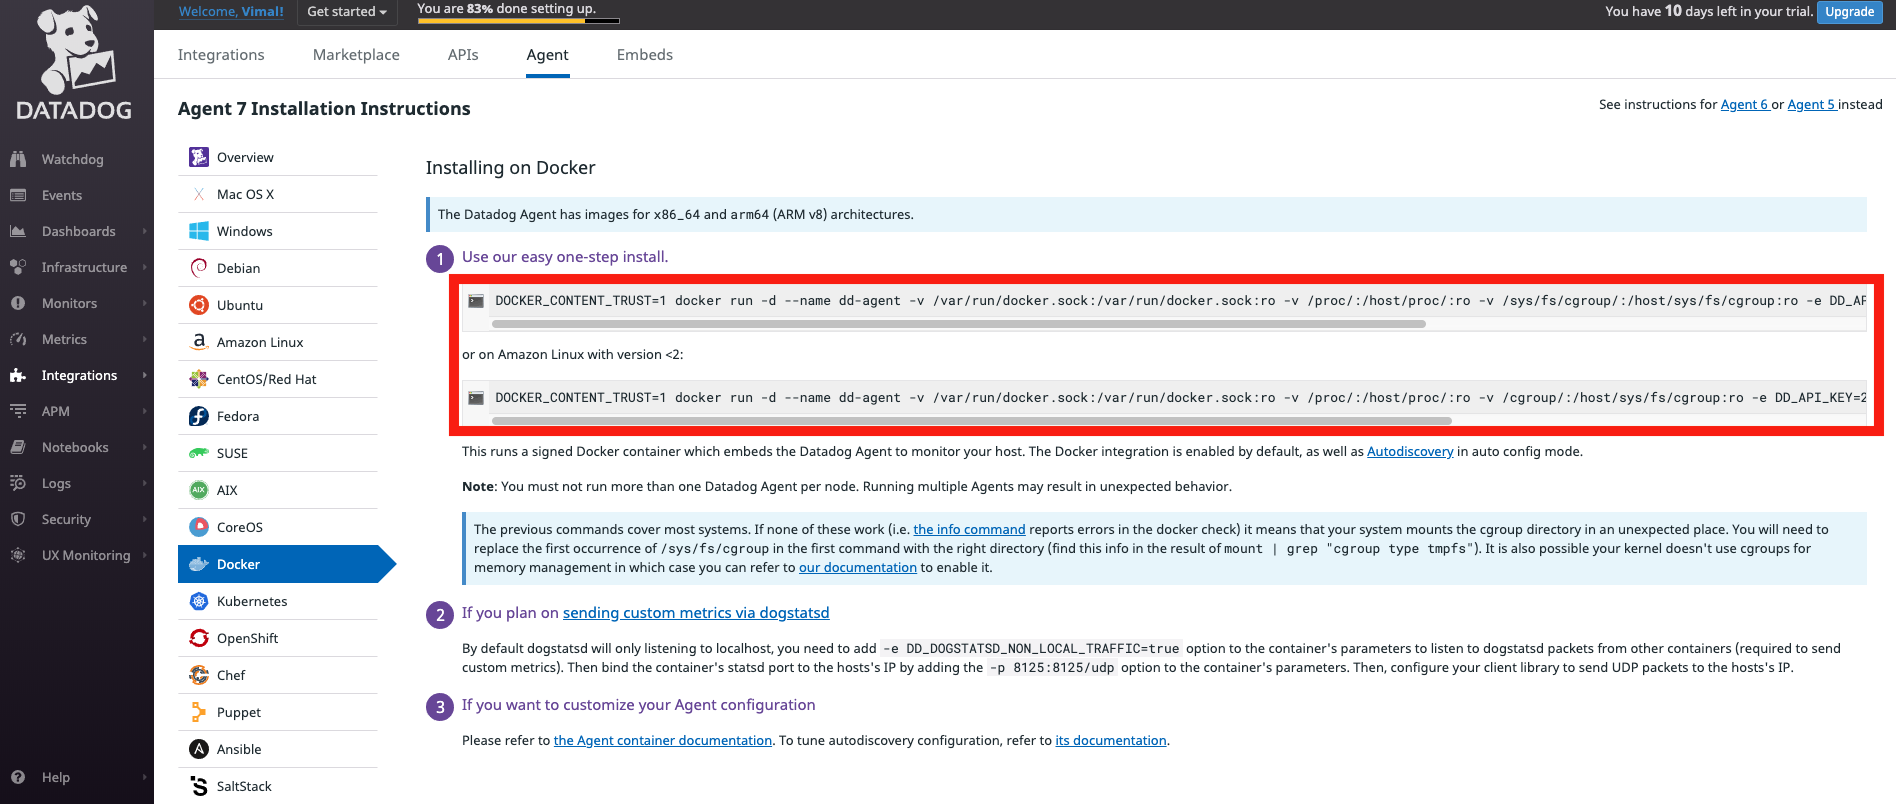 Welcome, Vimal!
Get started
You are 83% done setting up.
You have 10 days left in your trial. Upgrade
DATADOG
Watchdog
Events
Dashboards
Infrastructure
Monitors
Metrics
Integrations
APM
Notebooks
Logs
Security
UX Monitoring
Help
Integrations Marketplace APIs Agent Embeds
Agent 7 Installation Instructions
See instructions for Agent 6 or Agent 5 instead
Overview
Mac OS X
Windows
Debian
Ubuntu
Amazon Linux
CentOS/Red Hat
Fedora
SUSE
AIX
AIX
CoreOS
Docker
Kubernetes
OpenShift
Chef
Puppet
Ansible
SaltStack
Installing on Docker
The Datadog Agent has images for x86_64 and arm64 (ARM v8) architectures.
1 Use our easy one-step install.
DOCKER_CONTENT_TRUST=1 docker run -d --name dd-agent -v /var/run/docker.sock:/var/run/docker.sock:ro -v /proc/:/host/proc/:ro -v /sys/fs/cgroup/:/host/sys/fs/cgroup:ro -e DD_AP
or on Amazon Linux with version <2:
DOCKER_CONTENT_TRUST=1 docker run -d --name dd-agent -v /var/run/docker.sock:/var/run/docker.sock:ro -v /proc/:/host/proc/:ro -v /cgroup/:/host/sys/fs/cgroup:ro -e DD_API_KEY=2
This runs a signed Docker container which embeds the Datadog Agent to monitor your host. The Docker integration is enabled by default, as well as Autodiscovery in auto config mode.
Note: You must not run more than one Datadog Agent per node. Running multiple Agents may result in unexpected behavior.
The previous commands cover most systems. If none of these work (i.e. the info command reports errors in the docker check) it means that your system mounts the cgroup directory in an unexpected place. You will need to
replace the first occurrence of /sys/fs/cgroup in the first command with the right directory (find this info in the result of mount | grep "cgroup type tmpfs"). It is also possible your kernel doesn't use cgroups for
memory management in which case you can refer to our documentation to enable it.
2 If you plan on sending custom metrics via dogstatsd
By default dogstatsd will only listening to localhost, you need to add -e DD_DOGSTATSD_NON_LOCAL_TRAFFIC=true option to the container's parameters to listen to dogstatsd packets from other containers (required to send
custom metrics). Then bind the container's statsd port to the hosts's IP by adding the -p 8125:8125/udp option to the container's parameters. Then, configure your client library to send UDP packets to the hosts's IP.
3 If you want to customize your Agent configuration
Please refer to the Agent container documentation. To tune autodiscovery configuration, refer to its documentation.